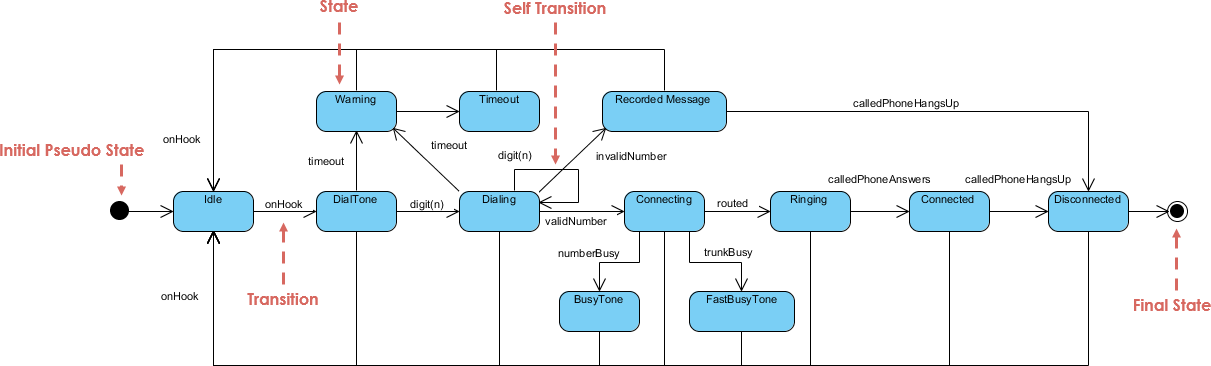 State
Self Transition
Warning
Timeout
Recorded Message
calledPhoneHangsUp
onHook
Initial Pseudo State
timeout
timeout
digit(n)
invalidNumber
calledPhoneAnswers
calledPhoneHangsUp
Idle
onHook
DialTone
digit(n)
Dialing
validNumber
Connecting
routed
Ringing
Connected
Disconnected
numberBusy
trunkBusy
onHook
Transition
BusyTone
FastBusyTone
Final State